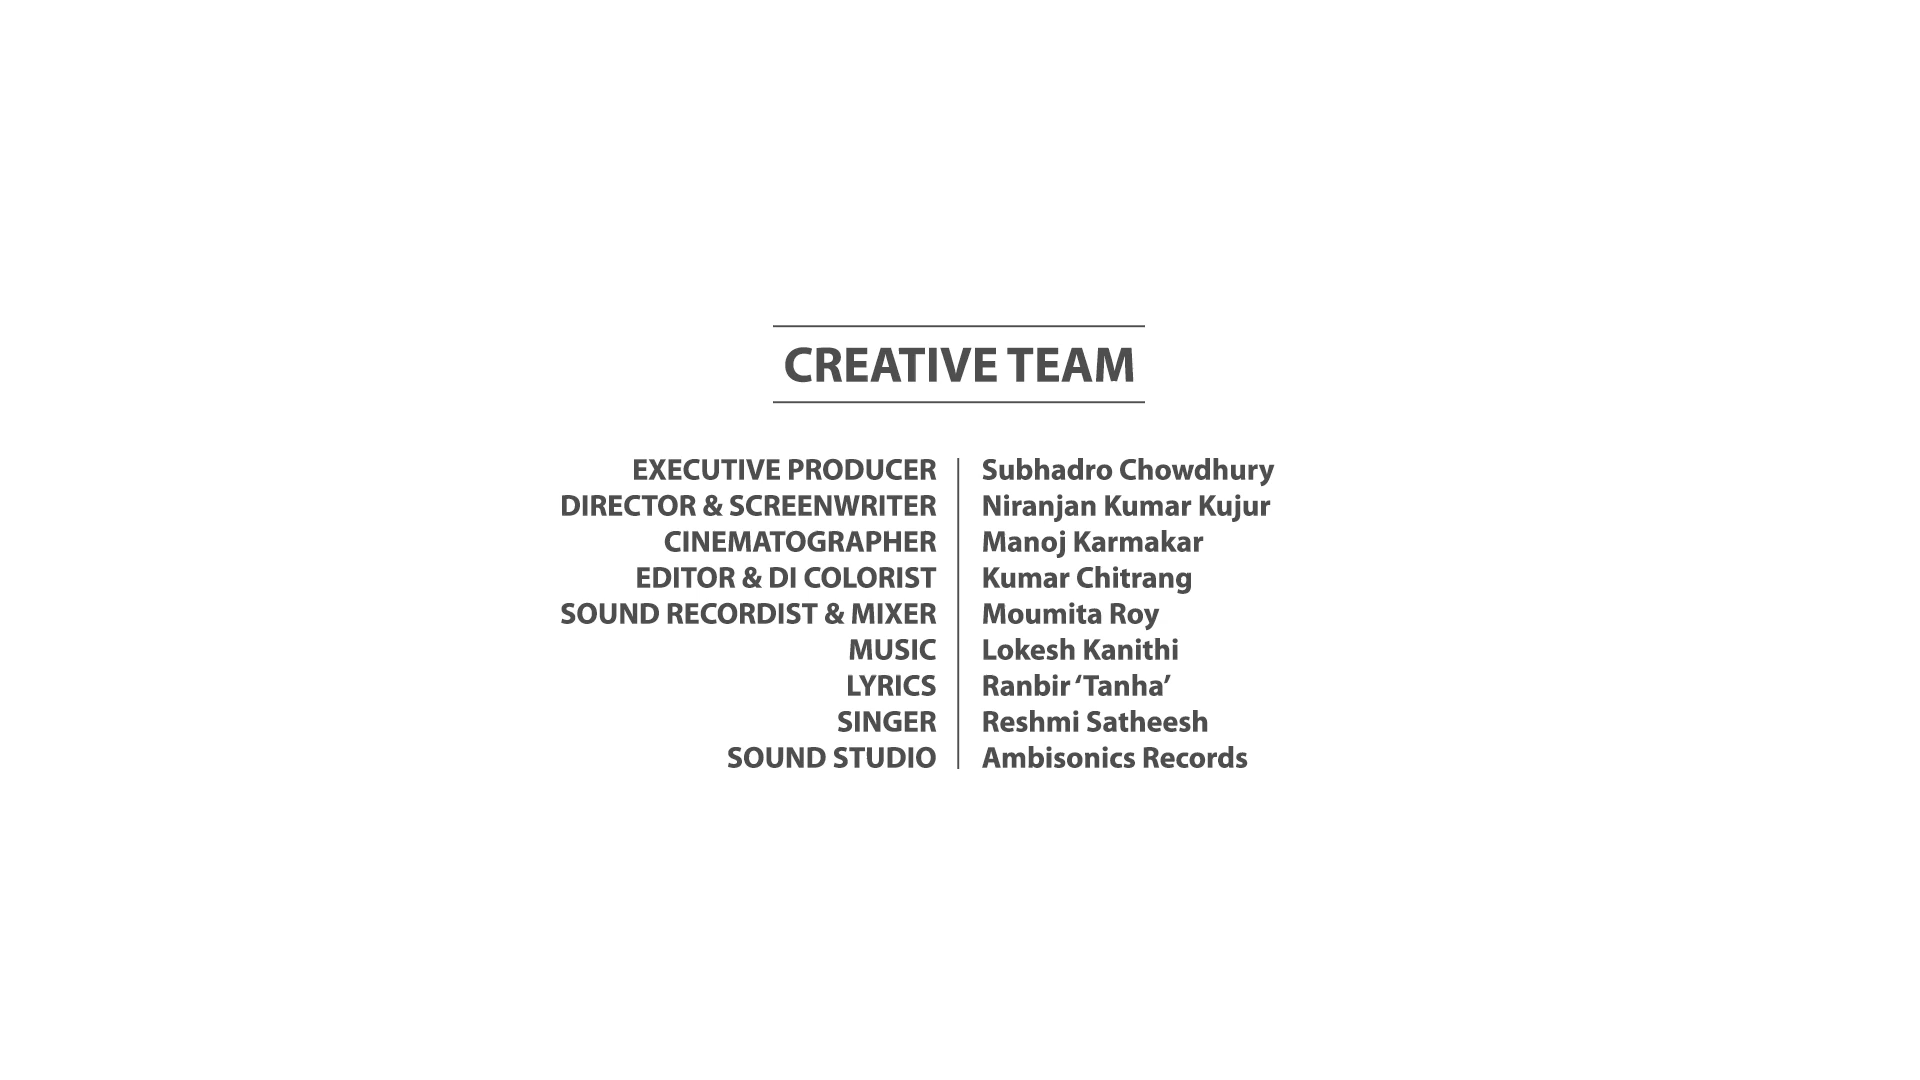 CREATIVE TEAM
EXECUTIVE PRODUCER Subhadro Chowdhury
DIRECTOR & SCREENWRITER Niranjan Kumar Kujur
CINEMATOGRAPHER Manoj Karmakar
EDITOR & DI COLORIST Kumar Chitrang
SOUND RECORDIST & MIXER Moumita Roy
MUSIC Lokesh Kanithi
LYRICS Ranbir ‘Tanha’
SINGER Reshmi Satheesh
SOUND STUDIO Ambisonics Records